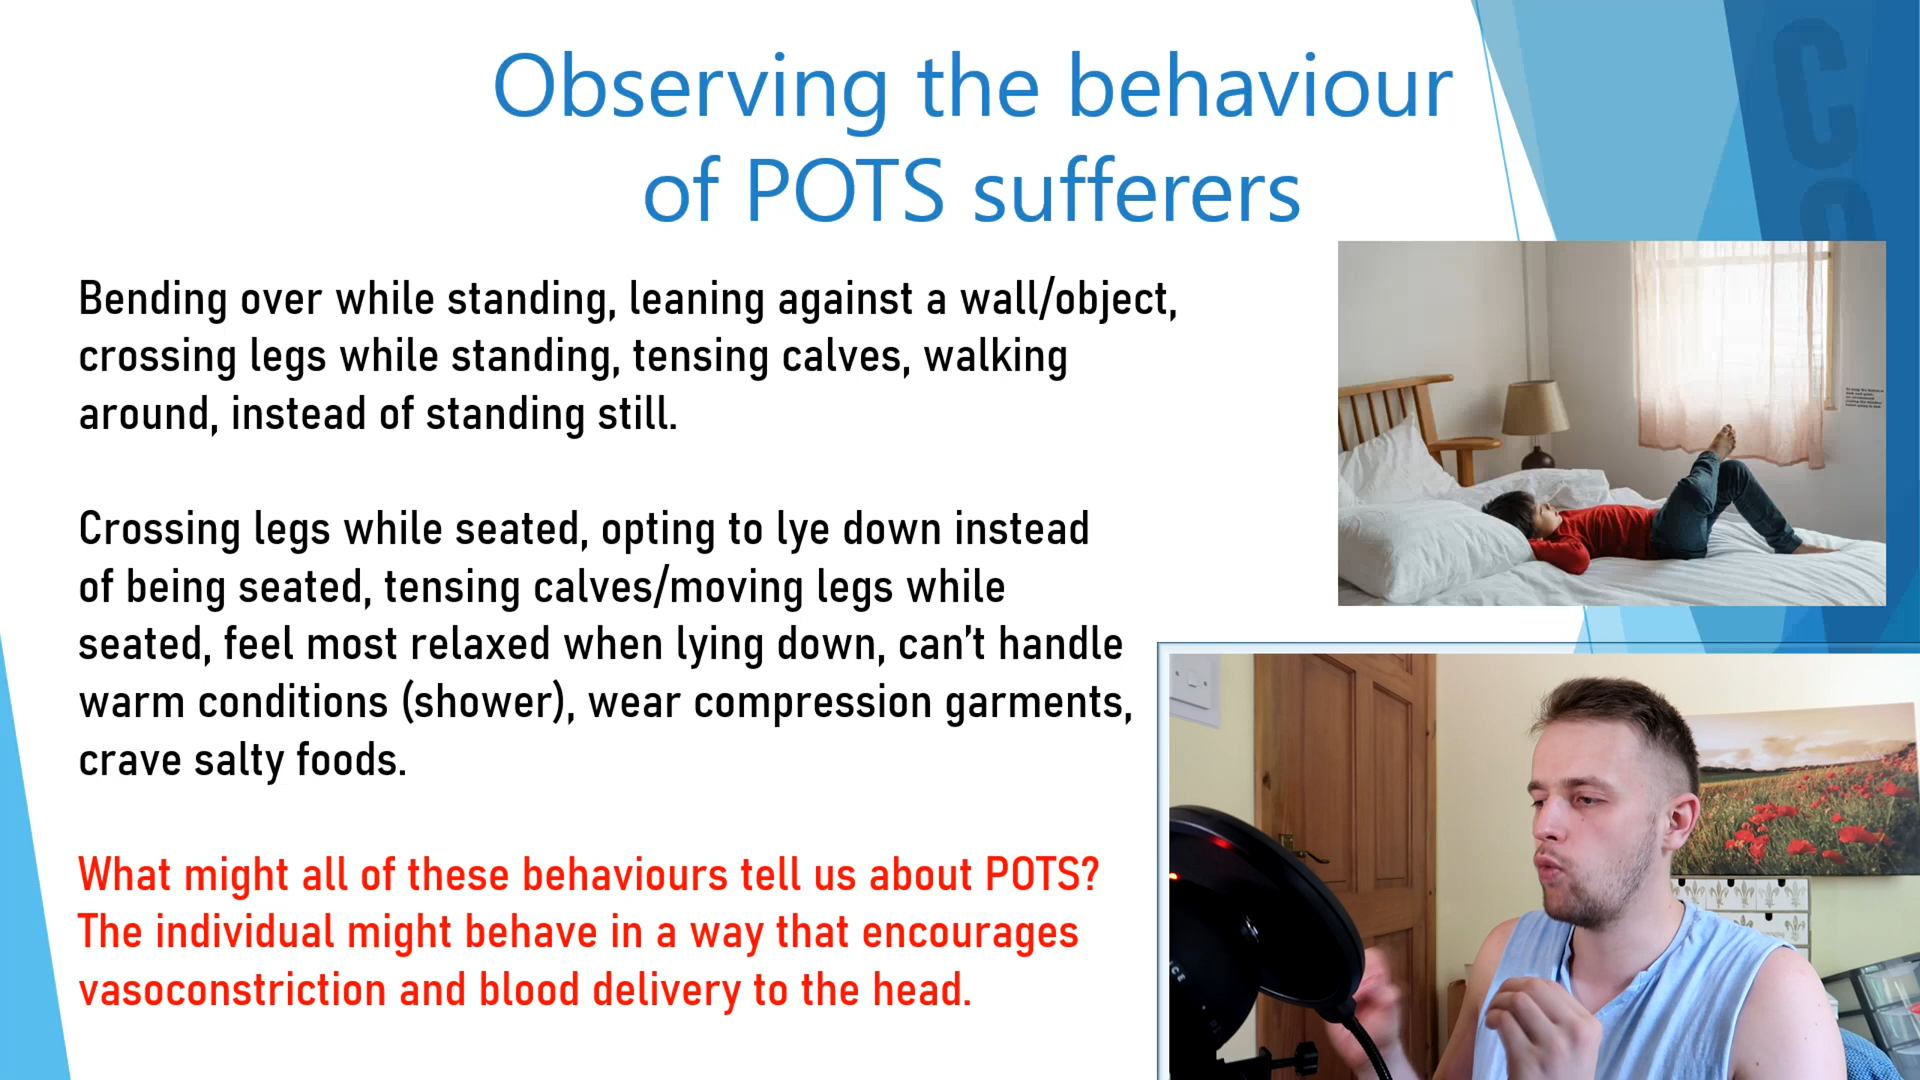 Observing the behaviour
of POTS sufferers
Bending over while standing, leaning against a wall/object,
crossing legs while standing, tensing calves, walking
around, instead of standing still.
Crossing legs while seated, opting to lye down instead
of being seated, tensing calves/moving legs while
seated, feel most relaxed when lying down, can't handle
warm conditions (shower), wear compression garments,
crave salty foods.
What might all of these behaviours tell us about POTS?
The individual might behave in a way that encourages
vasoconstriction and blood delivery to the head.